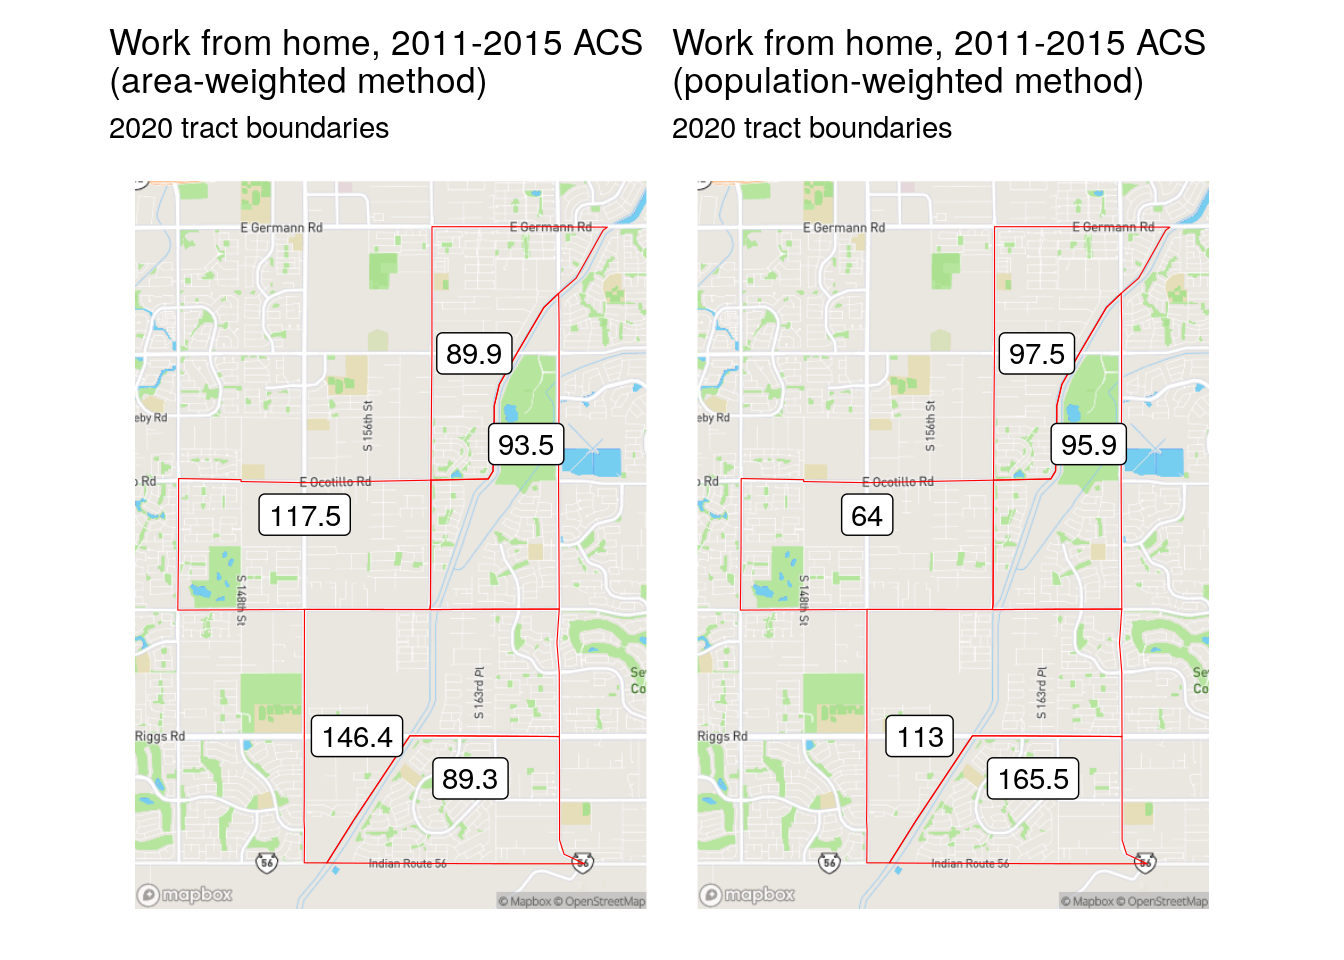 Work from home, 2011-2015 ACS
(area-weighted method)
2020 tract boundaries
E Germann Rd
E Germann Rd
89.9
S 156th St
eby Rd
93.5
o Rd
E Ocotillo Rd
117.5
S 148th St
S 163rd Pl
Se
Co
Riggs Rd
146.4
89.3
56
Indian Route 56
56
mapbox
© Mapbox © OpenStreetMap
Work from home, 2011-2015 ACS
(population-weighted method)
2020 tract boundaries
E Germann Rd
E Germann Rd
97.5
S 156th St
eby Rd
95.9
o Rd
E Ocotillo Rd
64
S 148th St
S 163rd Pl
Se
Co
Riggs Rd
113
165.5
56
Indian Route 56
56
mapbox
© Mapbox © OpenStreetMap